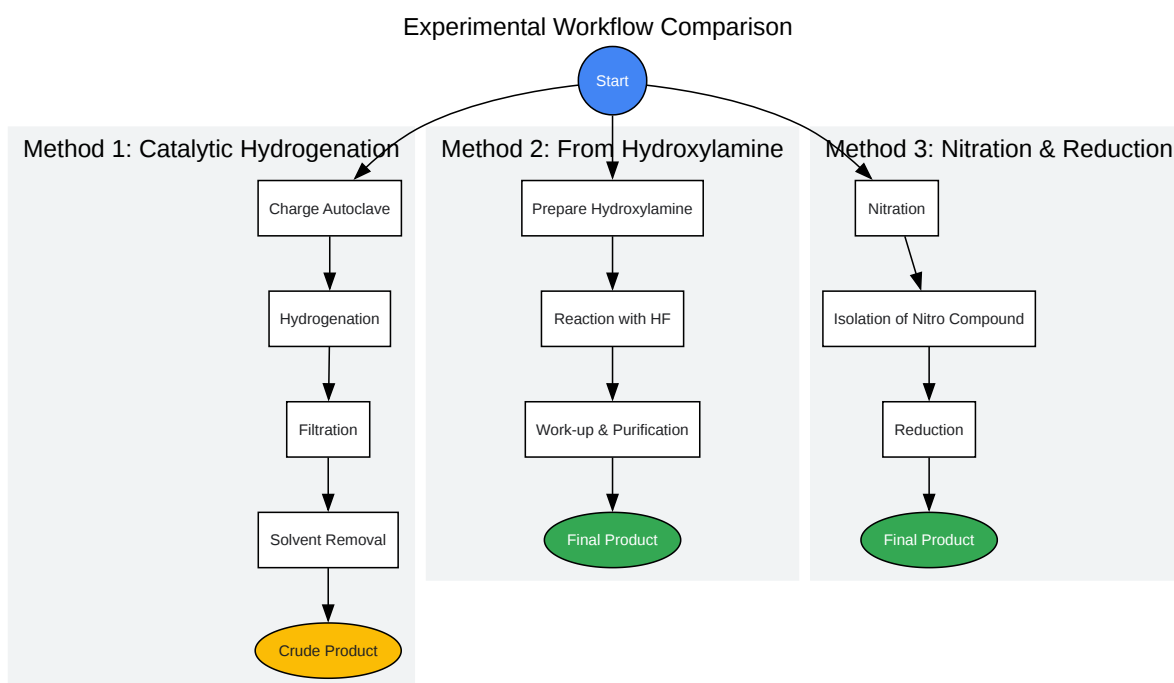 Experimental Workflow Comparison
Start
Method 1: Catalytic Hydrogenation
Charge Autoclave
Hydrogenation
Filtration
Solvent Removal
Crude Product
Method 2: From Hydroxylamine
Prepare Hydroxylamine
Reaction with HF
Work-up & Purification
Final Product
Method 3: Nitration & Reduction
Nitration
Isolation of Nitro Compound
Reduction
Final Product